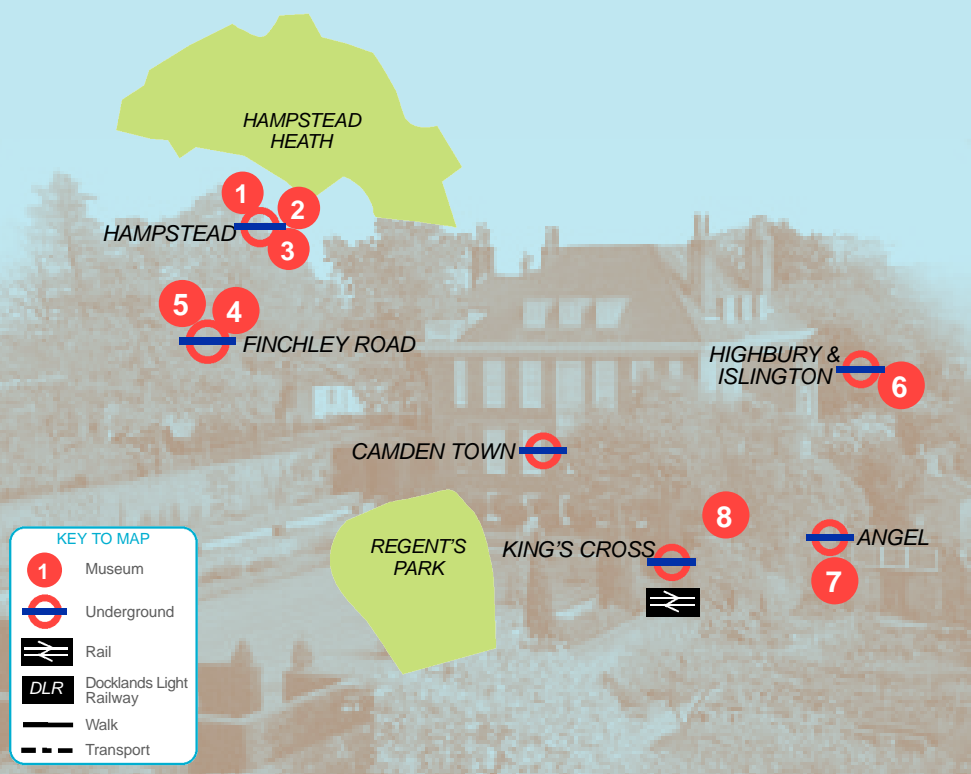 HAMPSTEAD
HEATH
1
2
HAMPSTEAD
3
5
4
FINCHLEY ROAD
HIGHBURY &
ISLINGTON
6
CAMDEN TOWN
8
REGENT'S
PARK
KING'S CROSS
ANGEL
7
KEY TO MAP
1 Museum
Underground
Rail
DLR Docklands Light
Railway
Walk
Transport